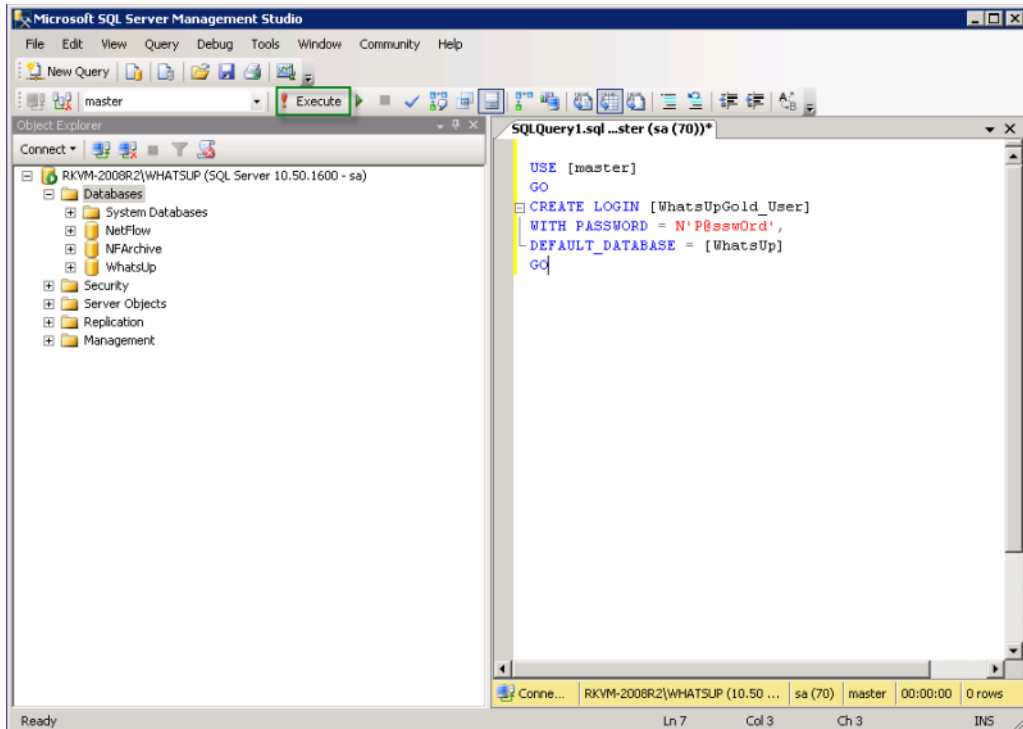 Microsoft SQL Server Management Studio
File Edit View Query Debug Tools Window Community Help
New Query
master Execute
Object Explorer
Connect
RKVM-2008R2\WHATSUP (SQL Server 10.50.1600 - sa)
Databases
System Databases
NetFlow
NFArchive
WhatsUp
Security
Server Objects
Replication
Management
SQLQuery1.sql ...ster (sa (70))*
USE [master]
GO
CREATE LOGIN [WhatsUpGold_User]
WITH PASSWORD = N'P@ssw0rd',
DEFAULT_DATABASE = [WhatsUp]
GO
Conne... RKVM-2008R2\WHATSUP (10.50 ... sa (70) master 00:00:00 0 rows
Ready Ln 7 Col 3 Ch 3 INS